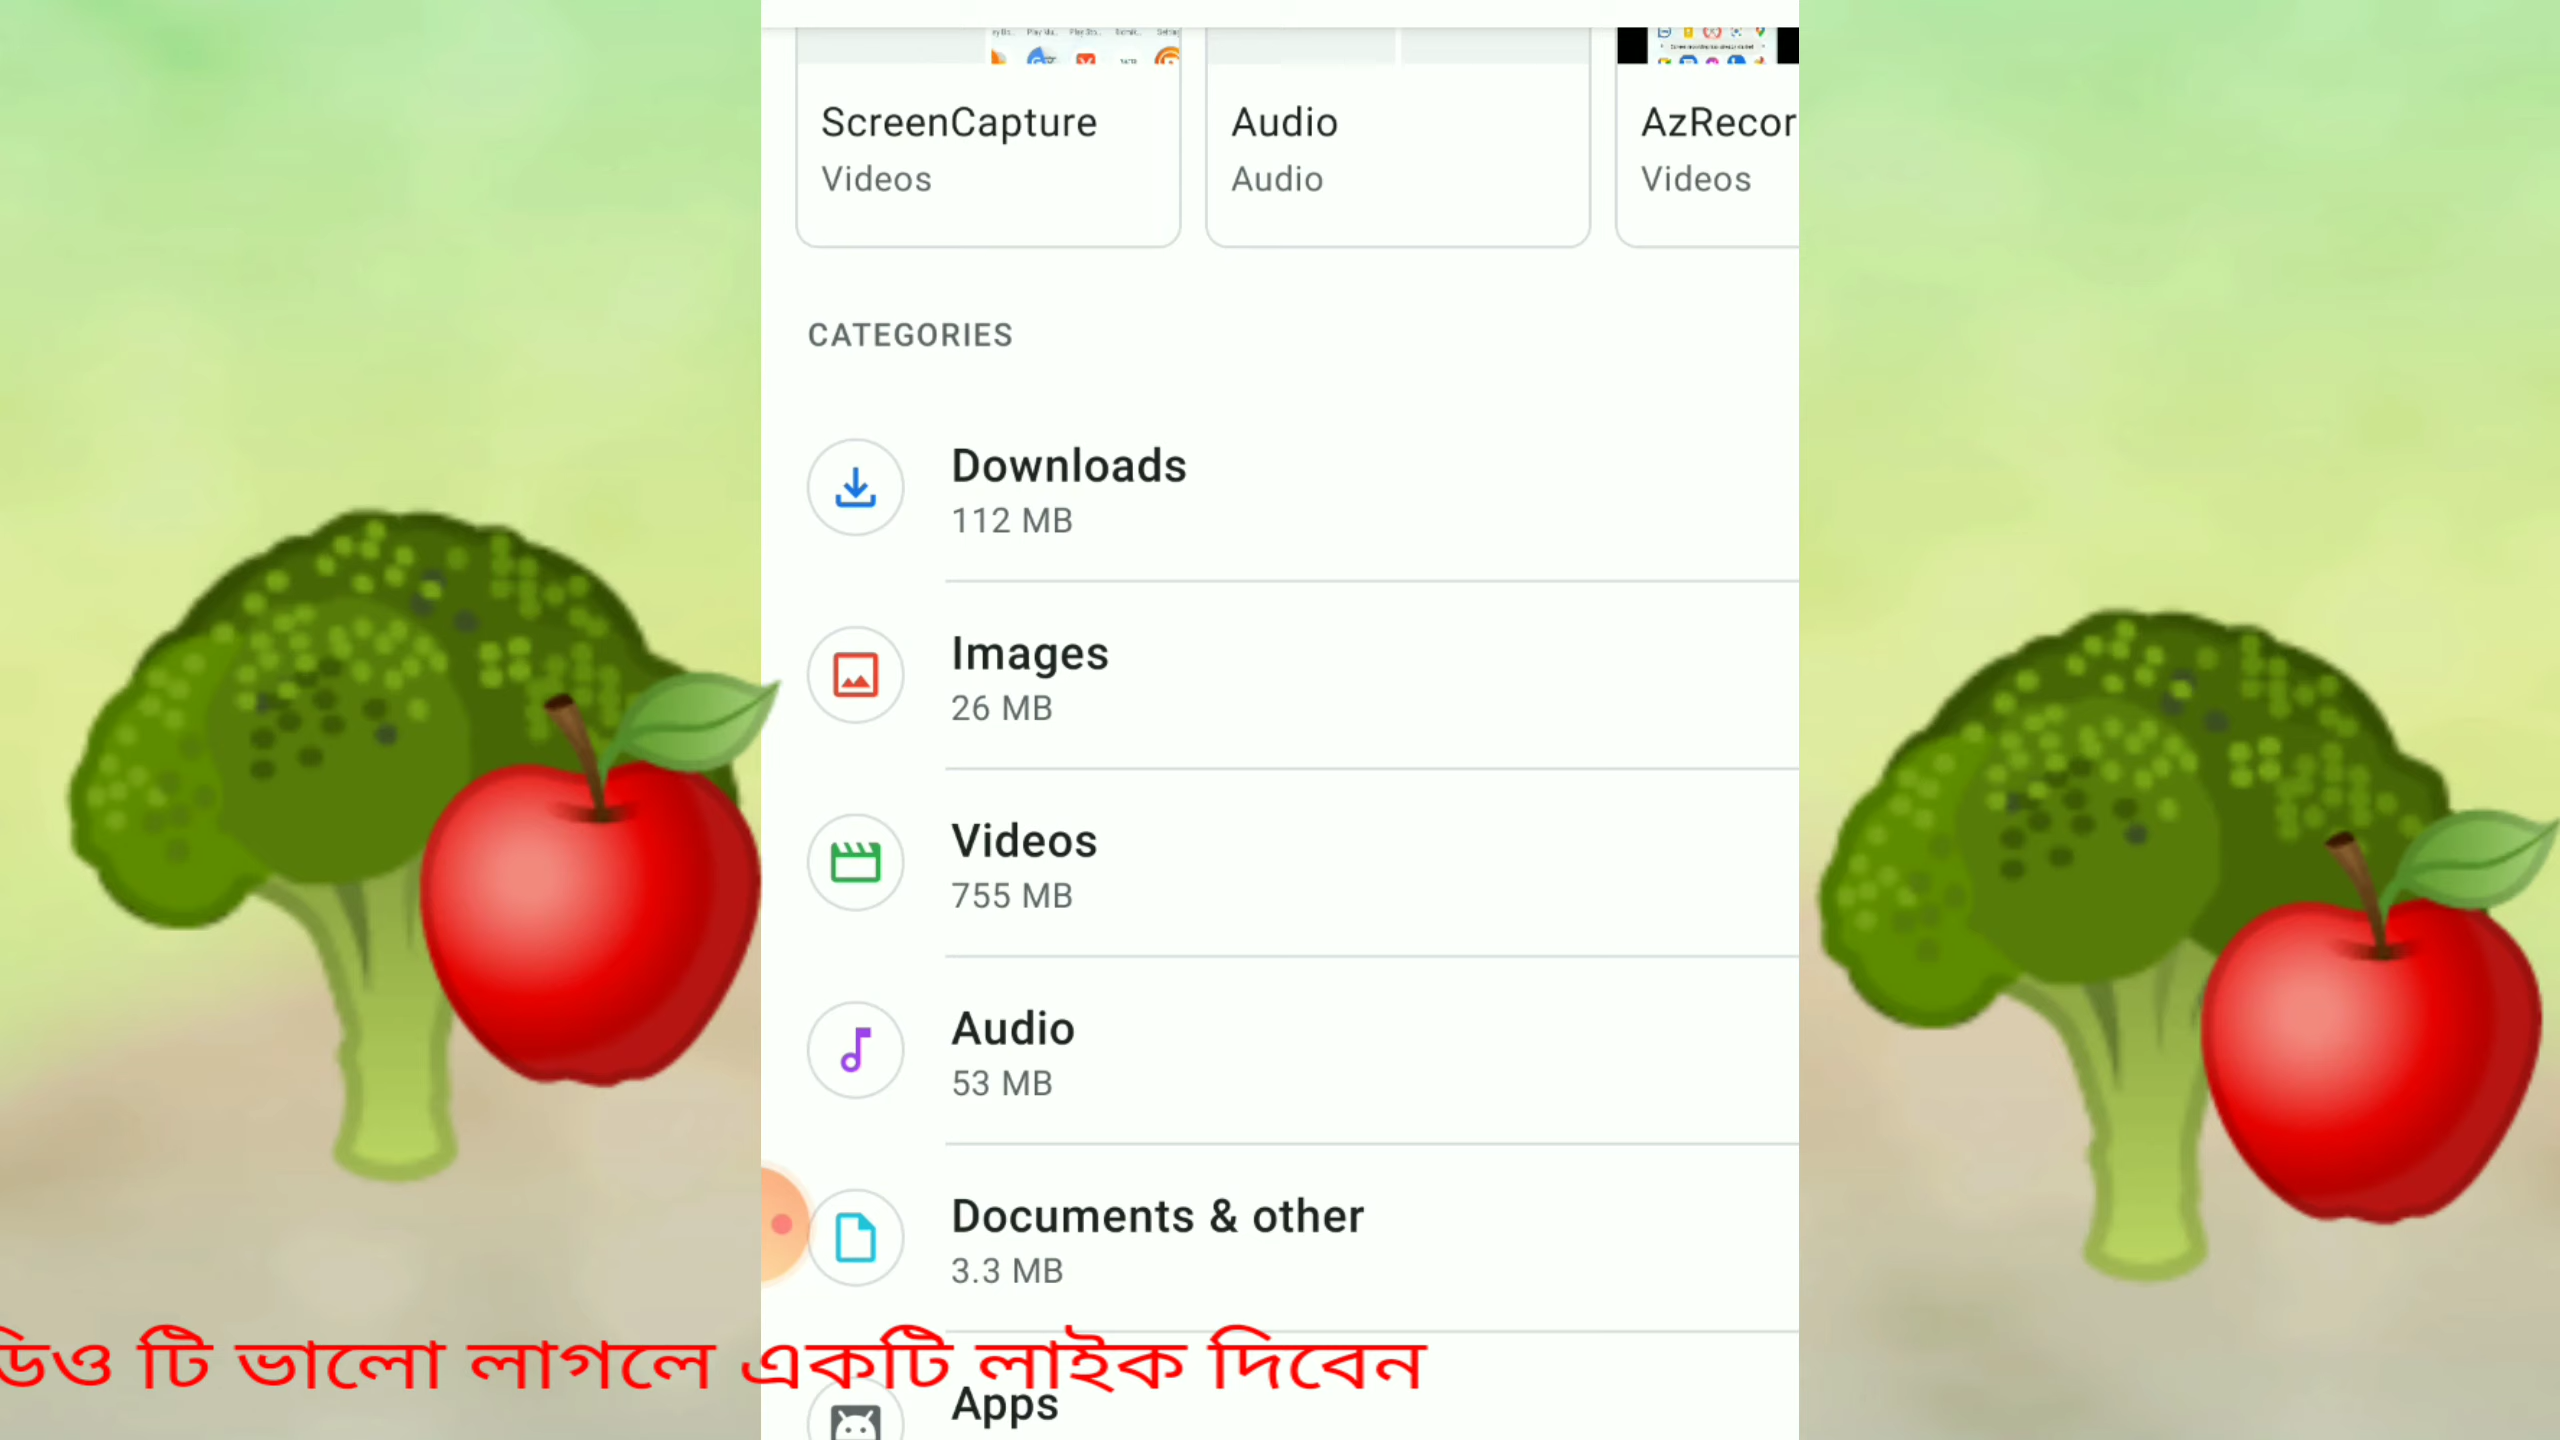 ScreenCapture
Videos
Audio
Audio
AzRecor
Videos
CATEGORIES
Downloads
112 MB
Images
26 MB
Videos
755 MB
Audio
53 MB
Documents & other
3.3 MB
ডিও টি ভালো লাগলে একটি লাইক দিবেন
Apps